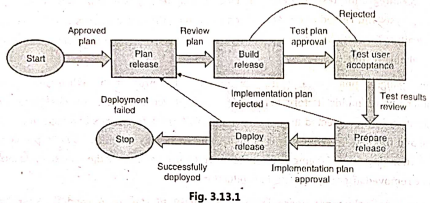 Rejected
Approved
plan
Review
plan
Test plan
approval
Start
Plan
release
Build
release
Test user
acceptance
Deployment
failed
Implementation plan
rejected
Test results
review
Stop
Deploy
release
Prepare
release
Successfully
deployed
Implementation plan
approval
Fig. 3.13.1